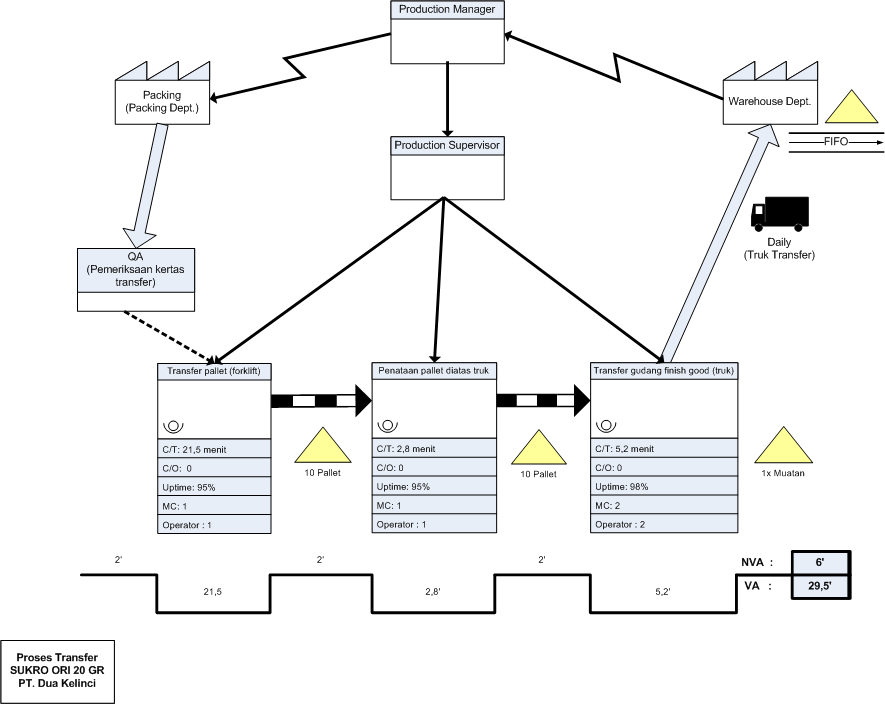 Production Manager
Packing
(Packing Dept.)
Warehouse Dept.
FIFO
Production Supervisor
Daily
(Truk Transfer)
QA
(Pemeriksaan kertas
transfer)
Transfer pallet (forklift)
C/T: 21,5 menit
C/O: 0
Uptime: 95%
MC: 1
Operator : 1
10 Pallet
Penataan pallet diatas truk
C/T: 2,8 menit
C/O: 0
Uptime: 95%
MC: 1
Operator : 1
10 Pallet
Transfer gudang finish good (truk)
C/T: 5,2 menit
C/O: 0
Uptime: 98%
MC: 2
Operator : 2
1x Muatan
2'
21,5
2'
2,8'
2'
5,2'
NVA : 6'
VA : 29,5'
Proses Transfer
SUKRO ORI 20 GR
PT. Dua Kelinci